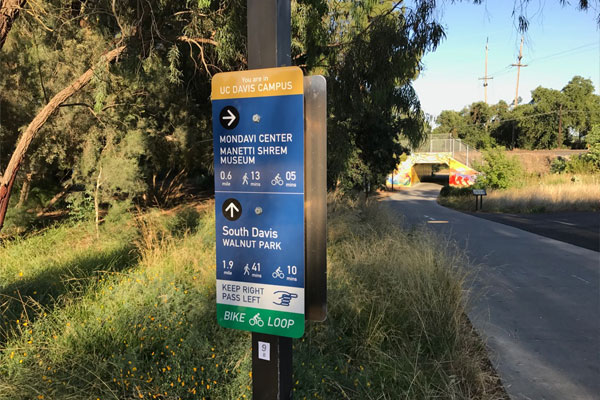 You are in
UC DAVIS CAMPUS
MONDAVI CENTER
MANETTI SHREM
MUSEUM
0.6 13 05
mile mins mins
South Davis
WALNUT PARK
1.9 41 10
miles mins mins
KEEP RIGHT
PASS LEFT
BIKE LOOP
9